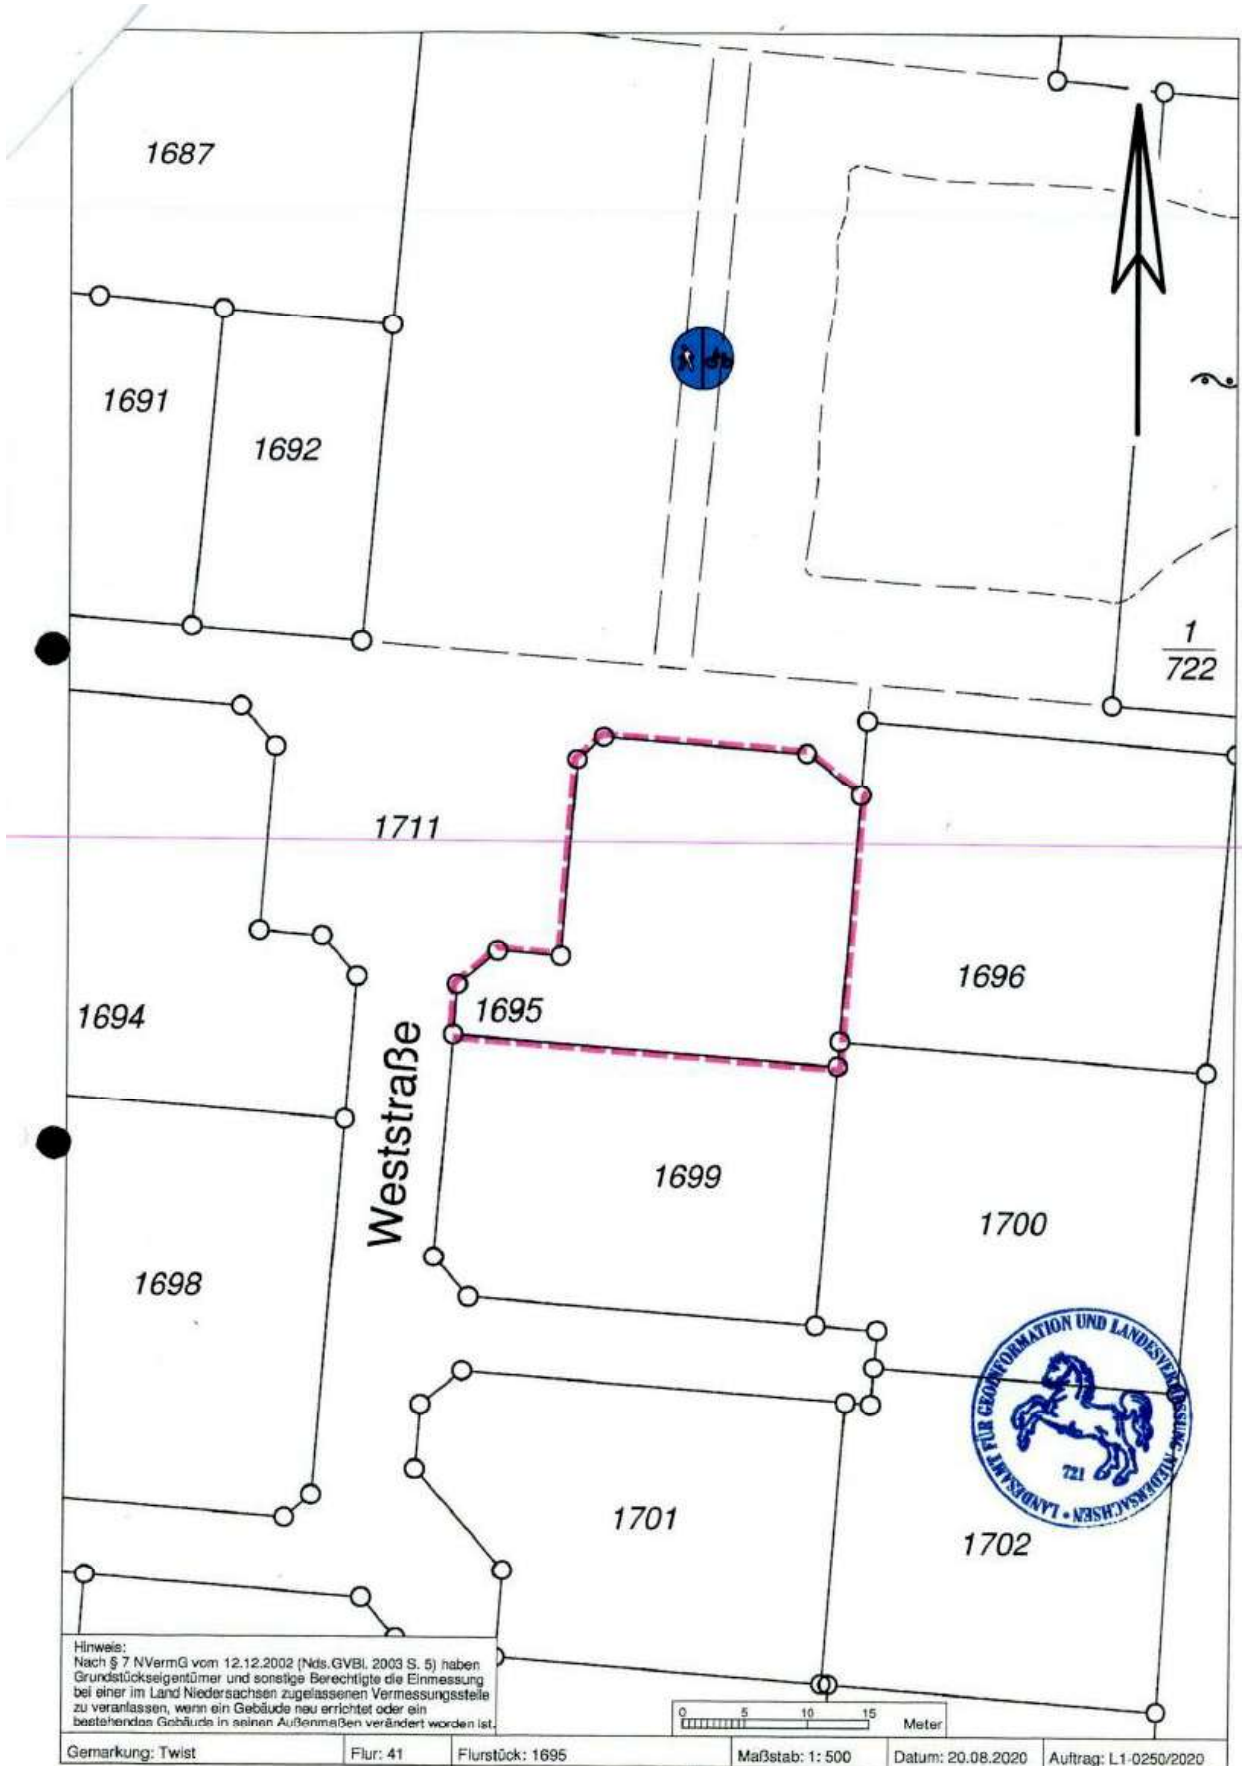 1687
1691
1692
1
722
1711
1696
1694
1695
Weststraße
1699
1700
1698
LANDESAMT FÜR GEOINFORMATION UND LANDESVERMESSUNG NIEDERSACHSEN •
721
1701
1702
Hinweis:
Nach § 7 NVermG vom 12.12.2002 (Nds.GVBl. 2003 S. 5) haben
Grundstückseigentümer und sonstige Berechtigte die Einmessung
bei einer im Land Niedersachsen zugelassenen Vermessungsstelle
zu veranlassen, wenn ein Gebäude neu errichtet oder ein
bestehendes Gebäude in seinen Außenmaßen verändert worden ist.
0 5 10 15
Meter
Gemarkung: Twist Flur: 41 Flurstück: 1695 Maßstab: 1: 500 Datum: 20.08.2020 Auftrag: L1-0250/2020